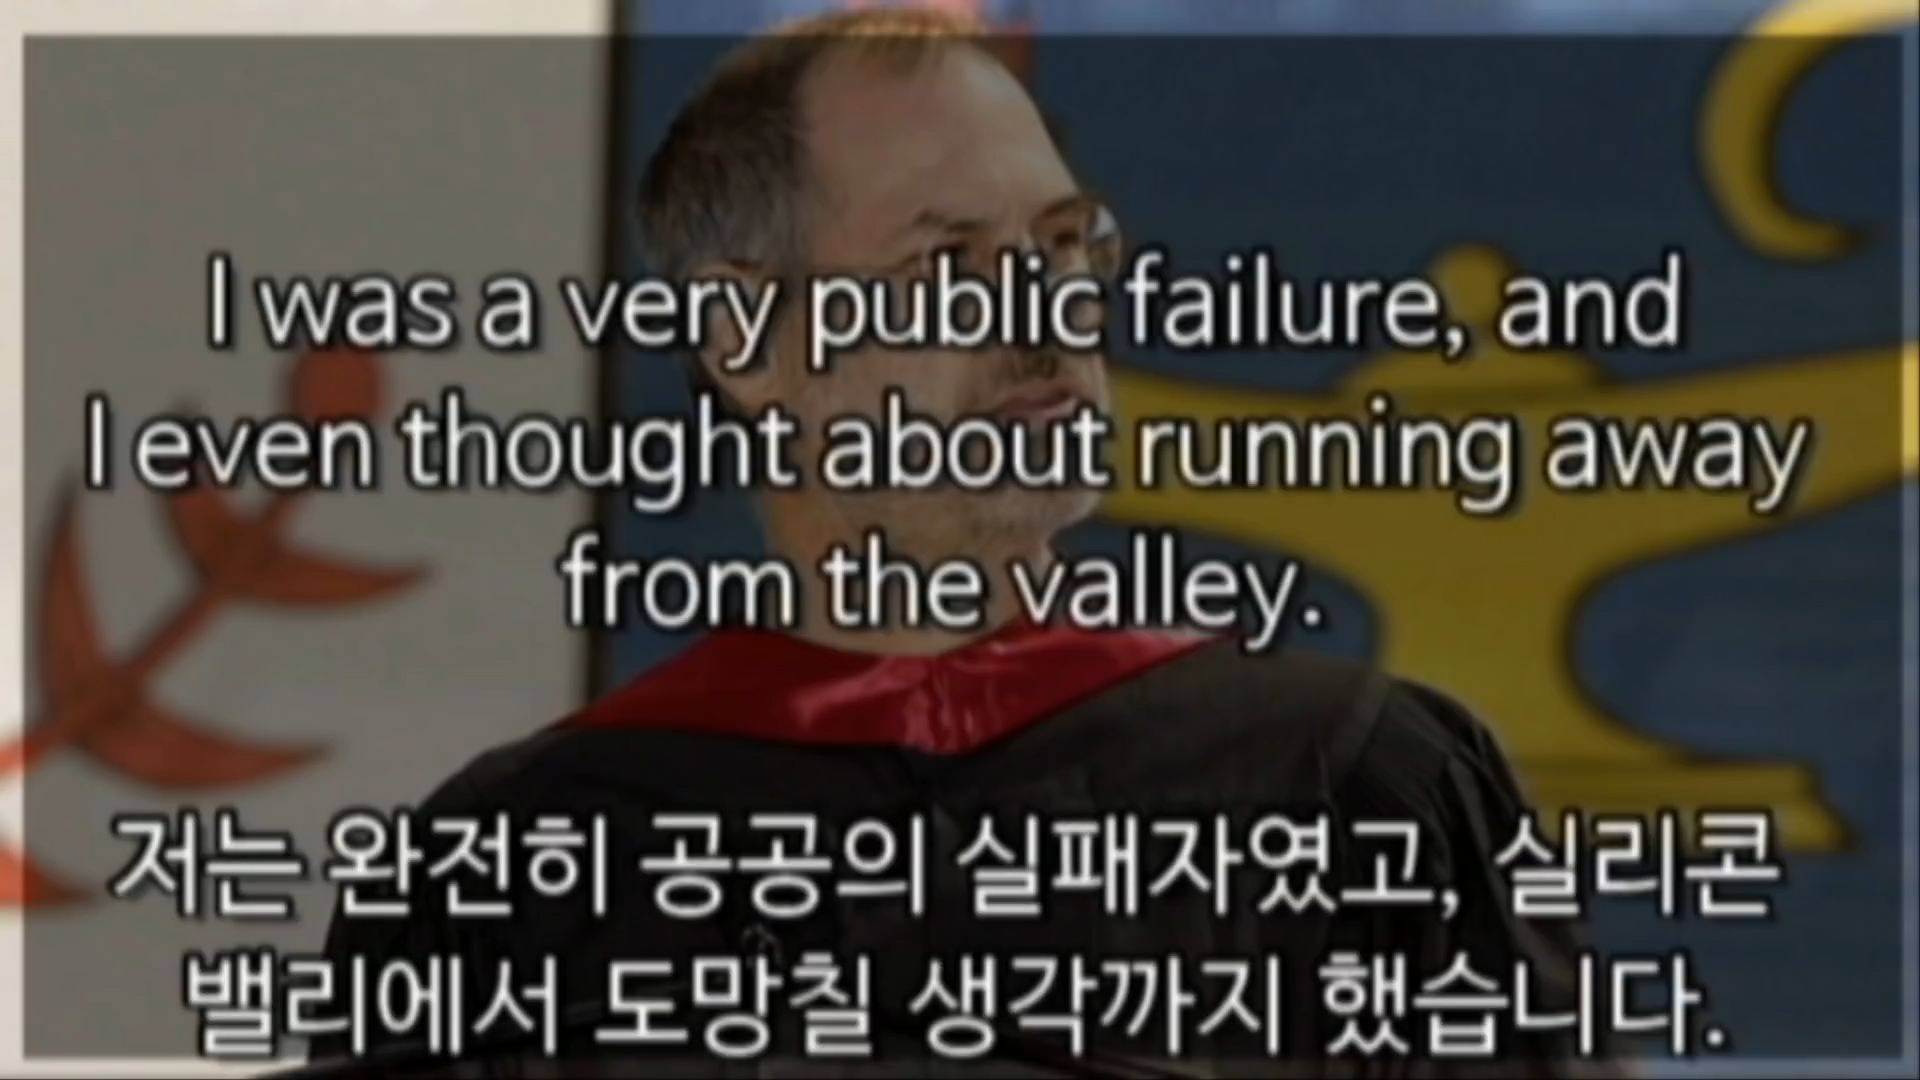 I was a very public failure, and
I even thought about running away
from the valley.
저는 완전히 공공의 실패자였고, 실리콘
밸리에서 도망칠 생각까지 했습니다.